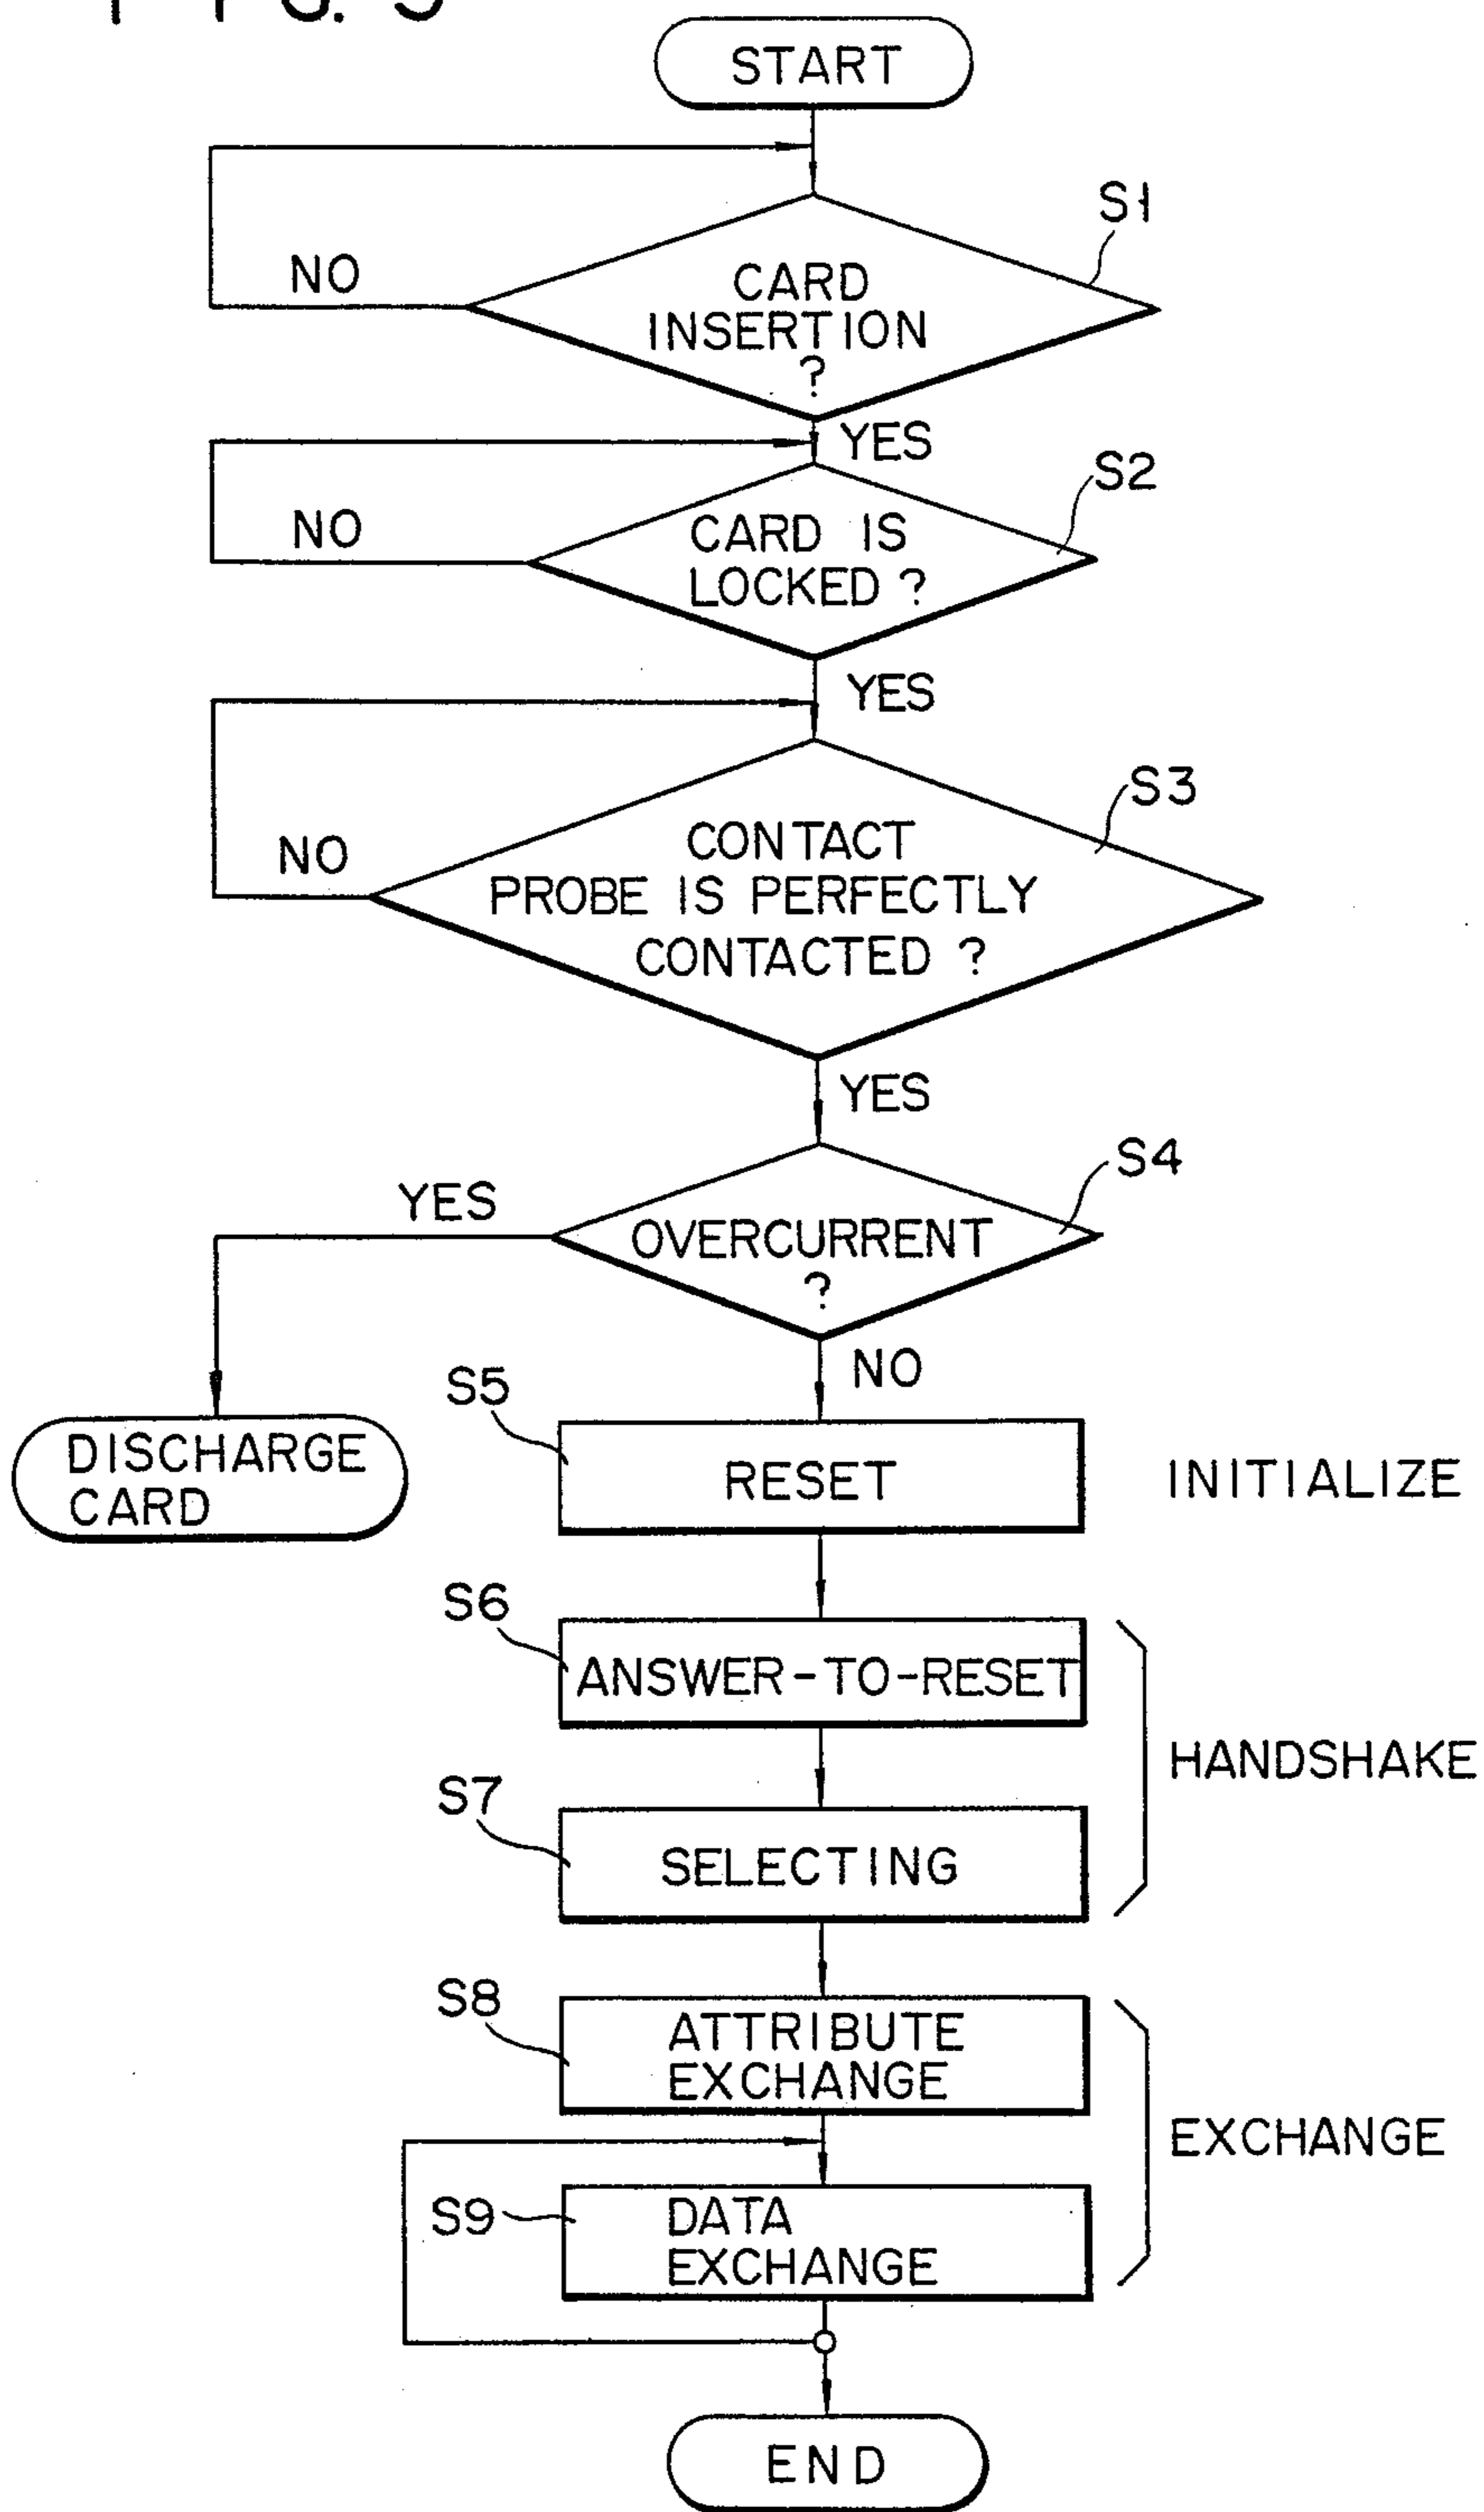 START
S1
NO
CARD
INSERTION
?
YES
S2
NO
CARD IS
LOCKED ?
YES
S3
NO
CONTACT
PROBE IS PERFECTLY
CONTACTED ?
YES
S4
YES
OVERCURRENT
?
NO
S5
DISCHARGE
CARD
RESET
INITIALIZE
S6
ANSWER-TO-RESET
HANDSHAKE
S7
SELECTING
S8
ATTRIBUTE
EXCHANGE
EXCHANGE
S9
DATA
EXCHANGE
END